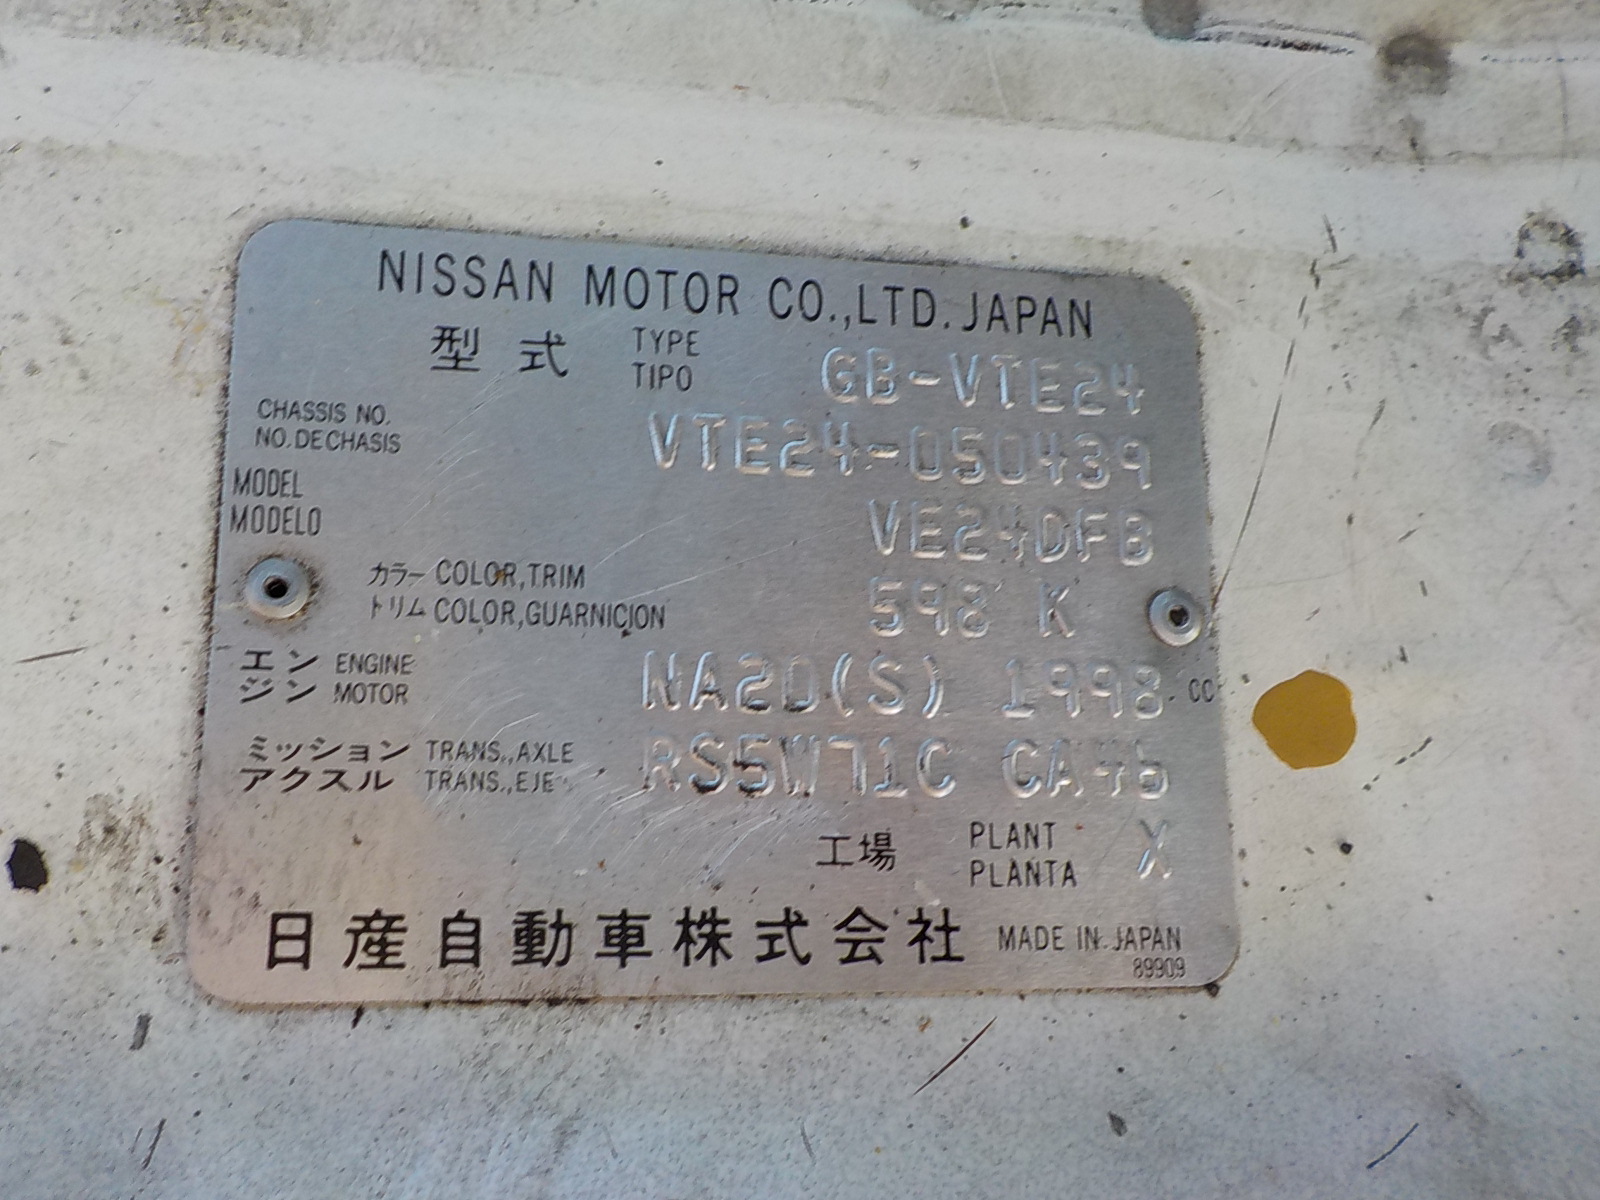 NISSAN MOTOR CO.,LTD.JAPAN
型式 TYPE TIPO GB-VTE24
CHASSIS NO. NO.DECHASIS VTE24-050439
MODEL MODELO VE24DFB
カラー COLOR,TRIM
トリム COLOR,GUARNICION 598 K
エン ENGINE
ジン MOTOR NA20(S) 1998 CC
ミッション TRANS.,AXLE
アクスル TRANS.,EJE RS5W71C CA46
工場 PLANT PLANTA X
日産自動車株式会社 MADE IN JAPAN
89909